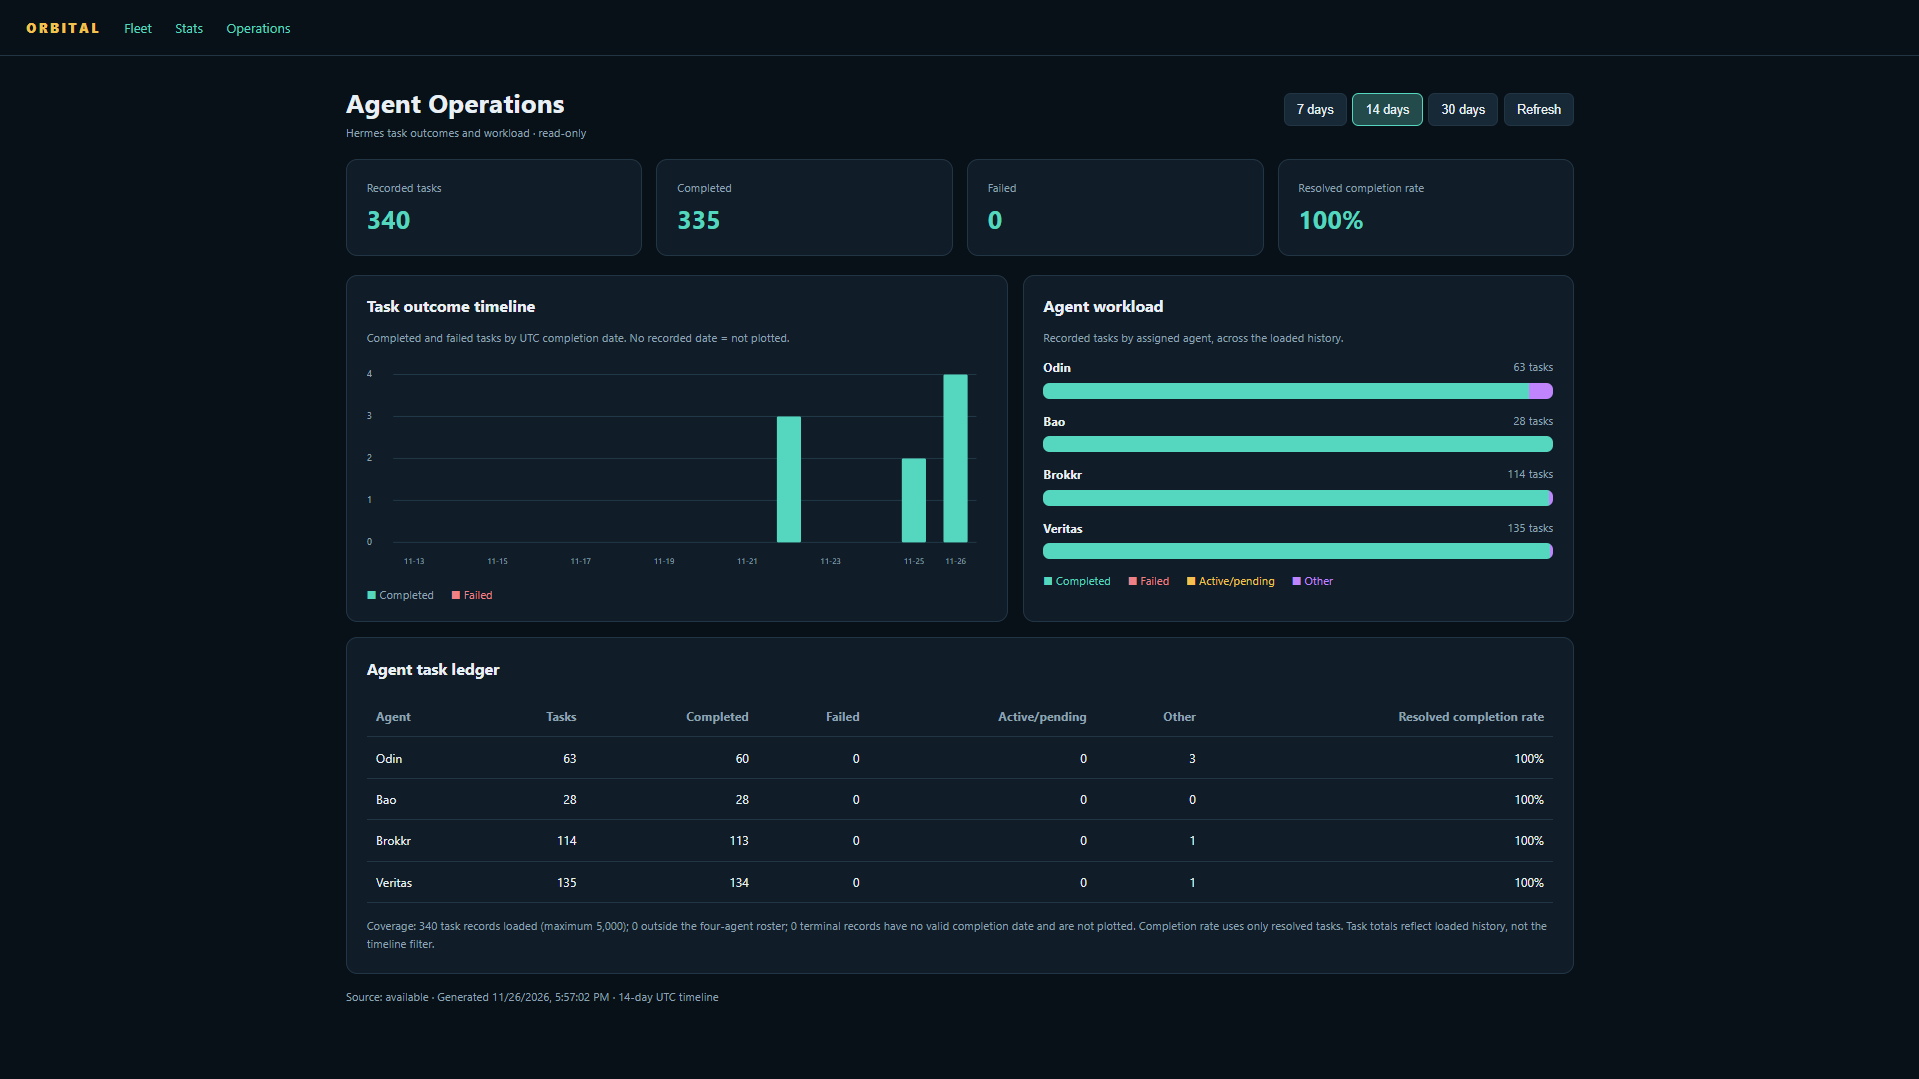 ORBITAL Fleet Stats Operations
Agent Operations
Hermes task outcomes and workload · read-only
7 days 14 days 30 days Refresh
Recorded tasks
340
Completed
335
Failed
0
Resolved completion rate
100%
Task outcome timeline
Completed and failed tasks by UTC completion date. No recorded date = not plotted.
4
3
2
1
0
11-13 11-15 11-17 11-19 11-21 11-23 11-25 11-26
Completed Failed
Agent workload
Recorded tasks by assigned agent, across the loaded history.
Odin 63 tasks
Bao 28 tasks
Brokkr 114 tasks
Veritas 135 tasks
Completed Failed Active/pending Other
Agent task ledger
Agent Tasks Completed Failed Active/pending Other Resolved completion rate
Odin 63 60 0 0 3 100%
Bao 28 28 0 0 0 100%
Brokkr 114 113 0 0 1 100%
Veritas 135 134 0 0 1 100%
Coverage: 340 task records loaded (maximum 5,000); 0 outside the four-agent roster; 0 terminal records have no valid completion date and are not plotted. Completion rate uses only resolved tasks. Task totals reflect loaded history, not the
timeline filter.
Source: available · Generated 11/26/2026, 5:57:02 PM · 14-day UTC timeline